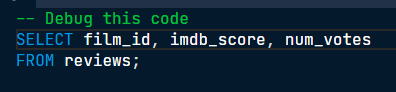 -- Debug this code
SELECT film_id, imdb_score, num_votes
FROM reviews;